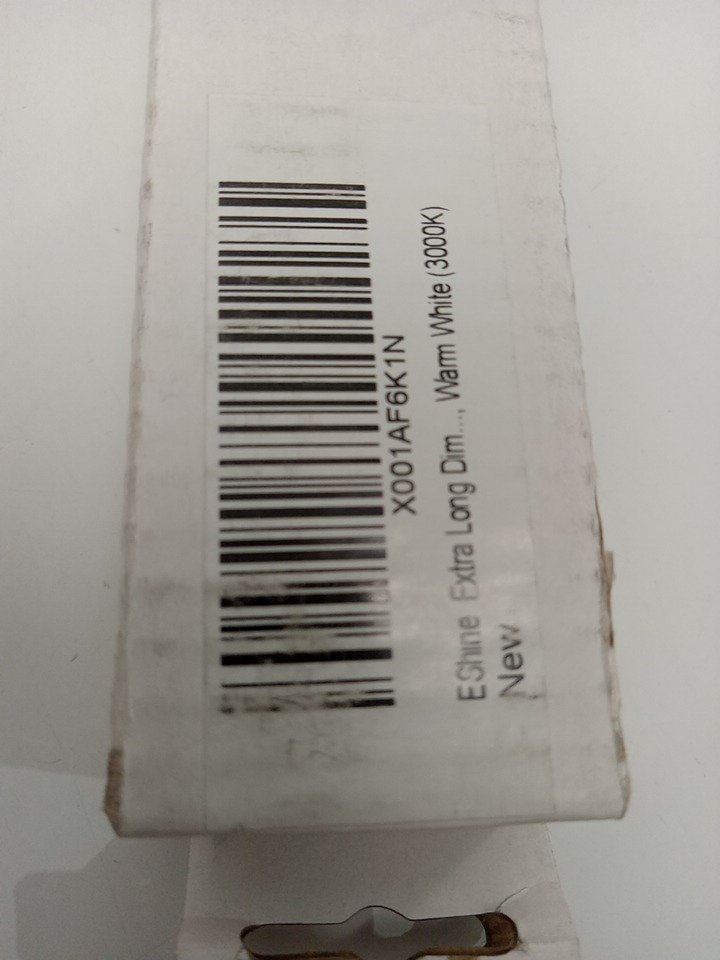 X001AF6K1N
EShine Extra Long Dim..., Warm White (3000K)
New